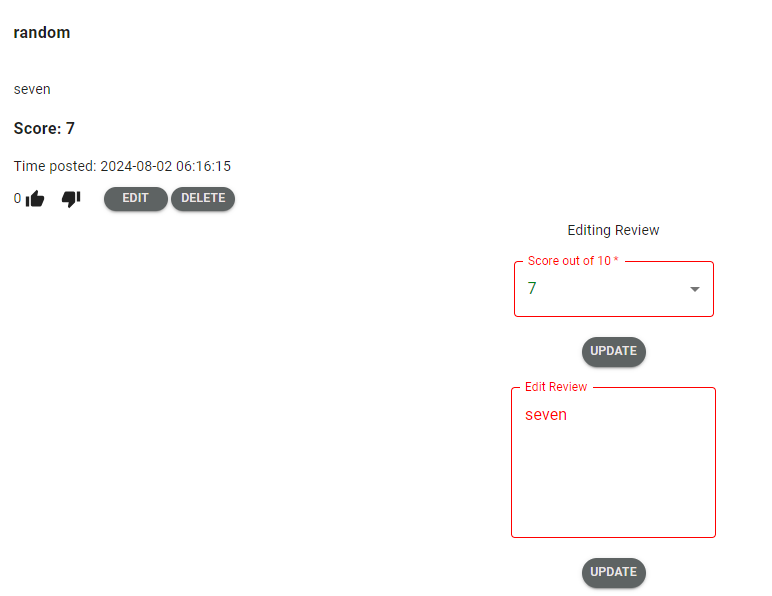 random
seven
Score: 7
Time posted: 2024-08-02 06:16:15
0 EDIT DELETE
Editing Review
Score out of 10 *
7
UPDATE
Edit Review
seven
UPDATE